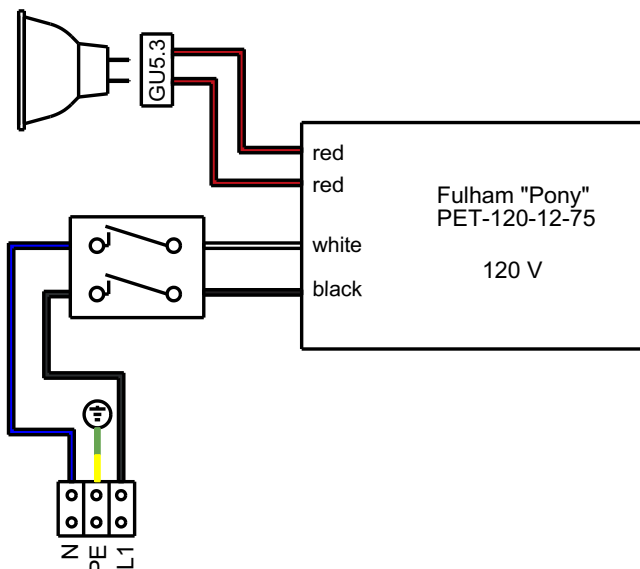 GU5.3
red
red
white
black
Fulham "Pony"
PET-120-12-75
120 V
N
PE
L1